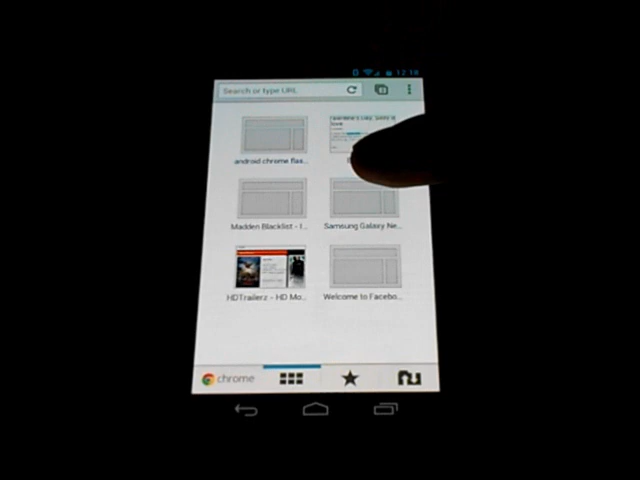 12:18
Search or type URL
android chrome flas...
Madden Blacklist - I...
Samsung Galaxy Ne...
HDTrailerz - HD Mo...
Welcome to Facebo...
chrome